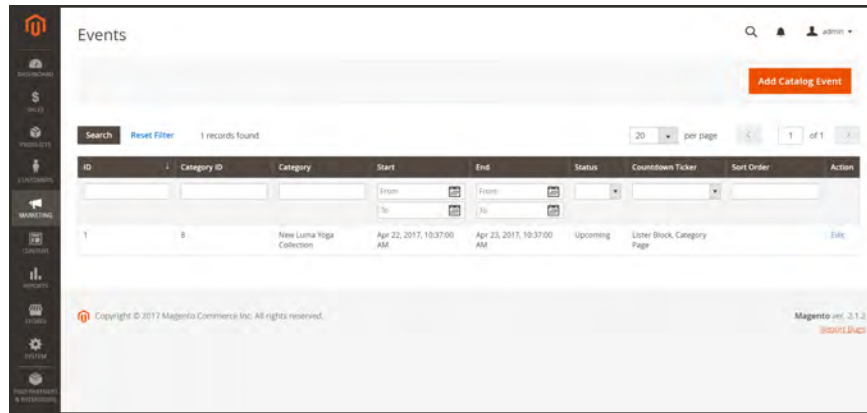 Events
admin
DASHBOARD
SALES
PRODUCTS
CUSTOMERS
MARKETING
CONTENT
REPORTS
STORES
SYSTEM
FIND PARTNERS
& EXTENSIONS
Add Catalog Event
Search Reset Filter 1 records found
20 per page 1 of 1
ID Category ID Category Start End Status Countdown Ticker Sort Order Action
From From
To To
1 8 New Luma Yoga Collection Apr 22, 2017, 10:37:00 AM Apr 23, 2017, 10:37:00 AM Upcoming Lister Block, Category Page Edit
Copyright © 2017 Magento Commerce Inc. All rights reserved.
Magento ver. 2.1.2
Report Bugs